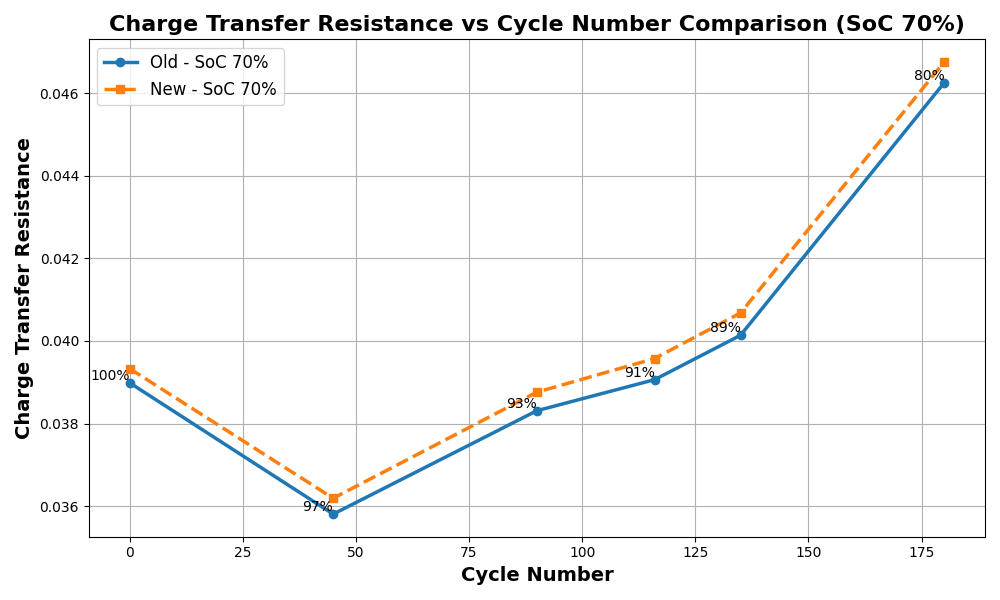 Charge Transfer Resistance vs Cycle Number Comparison (SoC 70%)
Old - SoC 70%
New - SoC 70%
Charge Transfer Resistance
0.046
0.044
0.042
0.040
0.038
0.036
100%
97%
93%
91%
89%
80%
0 25 50 75 100 125 150 175
Cycle Number